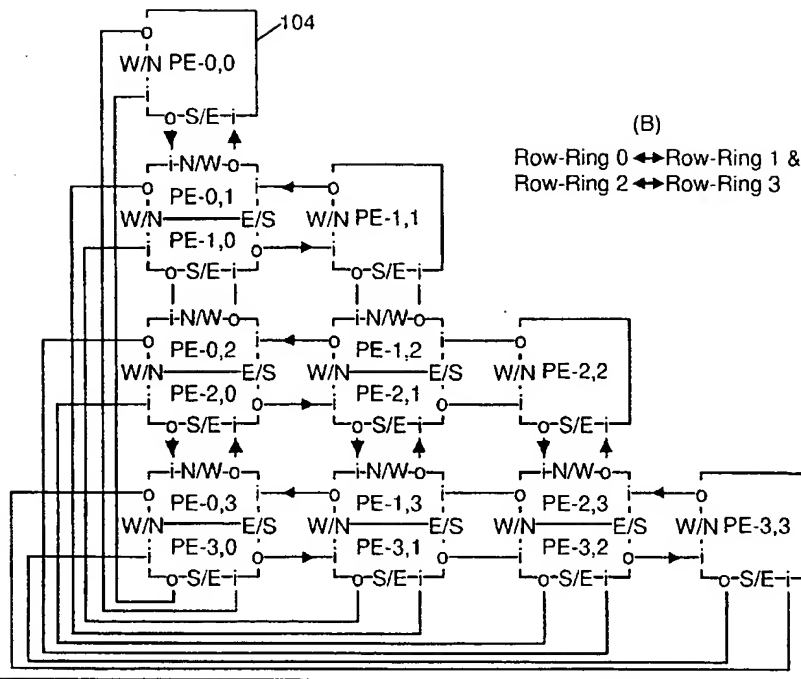 104
o
W/N PE-0,0
i
o S/E i
(B)
Row-Ring 0 ↔ Row-Ring 1 &
Row-Ring 2 ↔ Row-Ring 3
i N/W o
o PE-0,1 i o
W/N E/S W/N PE-1,1
i PE-1,0 o i
o S/E i o S/E i
i N/W o i N/W o
o PE-0,2 i o PE-1,2 i o
W/N E/S W/N E/S W/N PE-2,2
i PE-2,0 o i PE-2,1 o i
o S/E i o S/E i o S/E i
i N/W o i N/W o i N/W o
o PE-0,3 i o PE-1,3 i o PE-2,3 i o
W/N E/S W/N E/S W/N E/S W/N PE-3,3
i PE-3,0 o i PE-3,1 o i PE-3,2 o i
o S/E i o S/E i o S/E i o S/E i